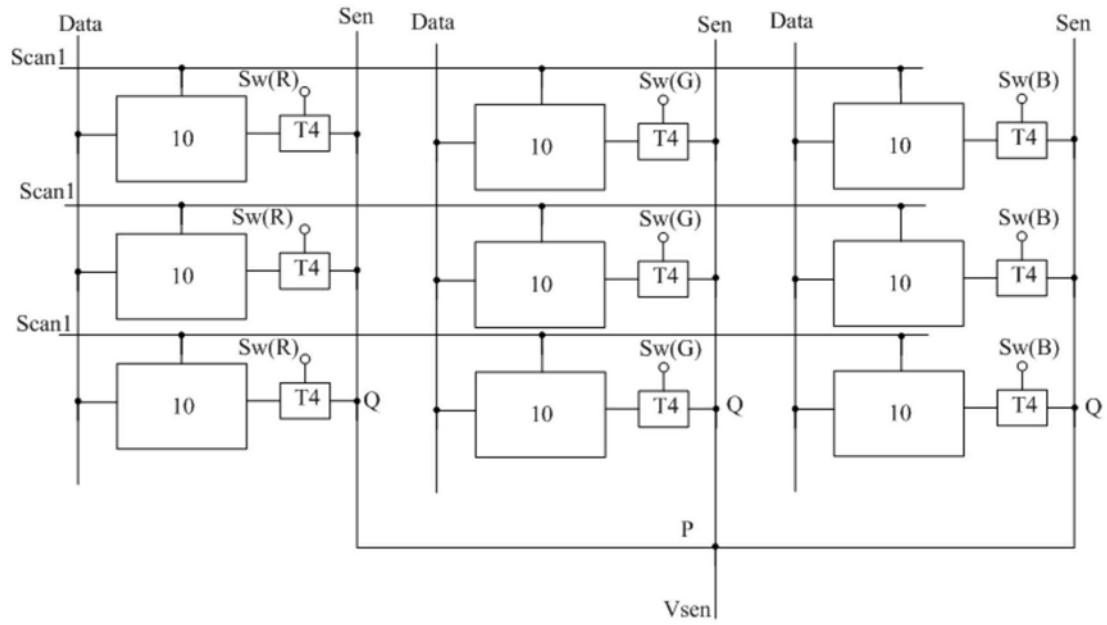 Data Sen Data Sen Data Sen
Scan1
Sw(R) Sw(G) Sw(B)
10 T4 10 T4 10 T4
Scan1
Sw(R) Sw(G) Sw(B)
10 T4 10 T4 10 T4
Scan1
Sw(R) Sw(G) Sw(B)
10 T4 Q 10 T4 Q 10 T4 Q
P
Vsen